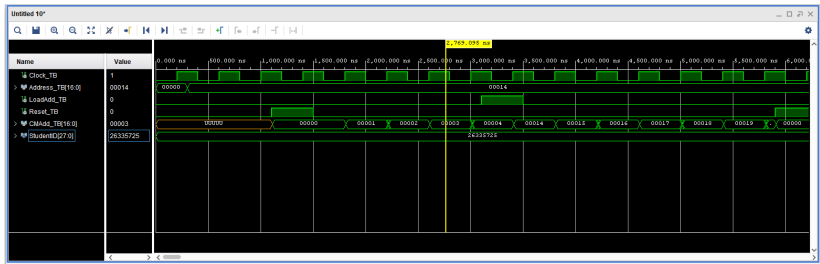 Untitled 10*
2,769.098 ns
Name Value
0.000 ns 500.000 ns 1,000.000 ns 1,500.000 ns 2,000.000 ns 2,500.000 ns 3,000.000 ns 3,500.000 ns 4,000.000 ns 4,500.000 ns 5,000.000 ns 5,500.000 ns 6,000.
Clock_TB 1
Address_TB[16:0] 00014 00000 00014
LoadAdd_TB 0
Reset_TB 0
CMAdd_TB[16:0] 00003 UUUUU 00000 00001 00002 00003 00004 00014 00015 00016 00017 00018 00019 00000
StudentID[27:0] 26335725 26335725